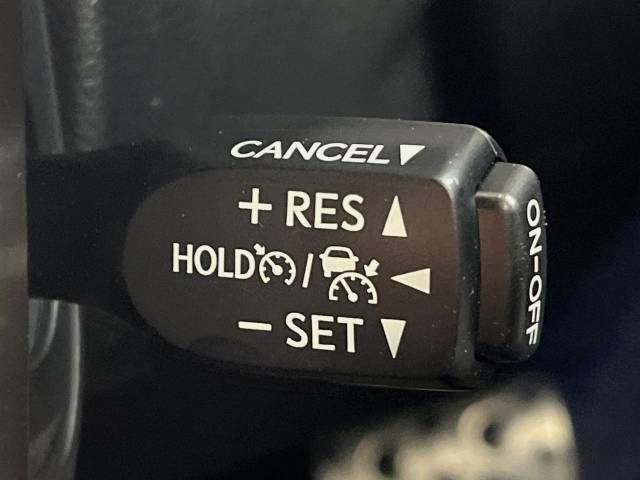 CANCEL▼
+ RES ▲
HOLD / ◀
− SET ▼
ON-OFF